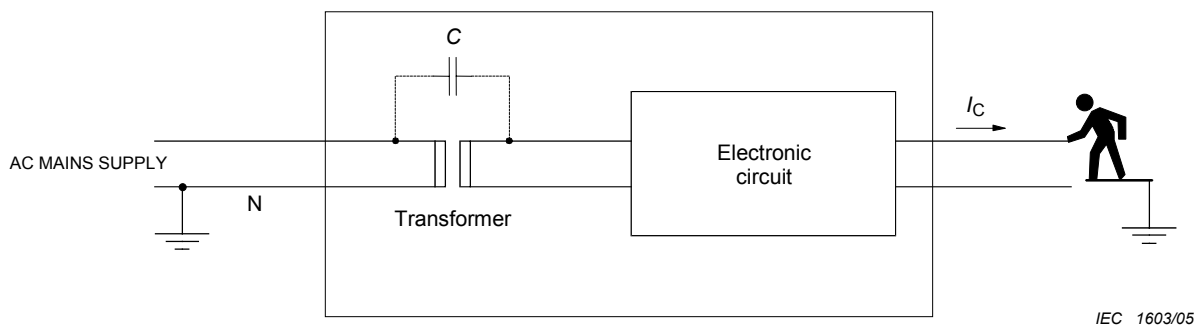 C
I_C
AC MAINS SUPPLY
Electronic
circuit
N
Transformer
IEC 1603/05